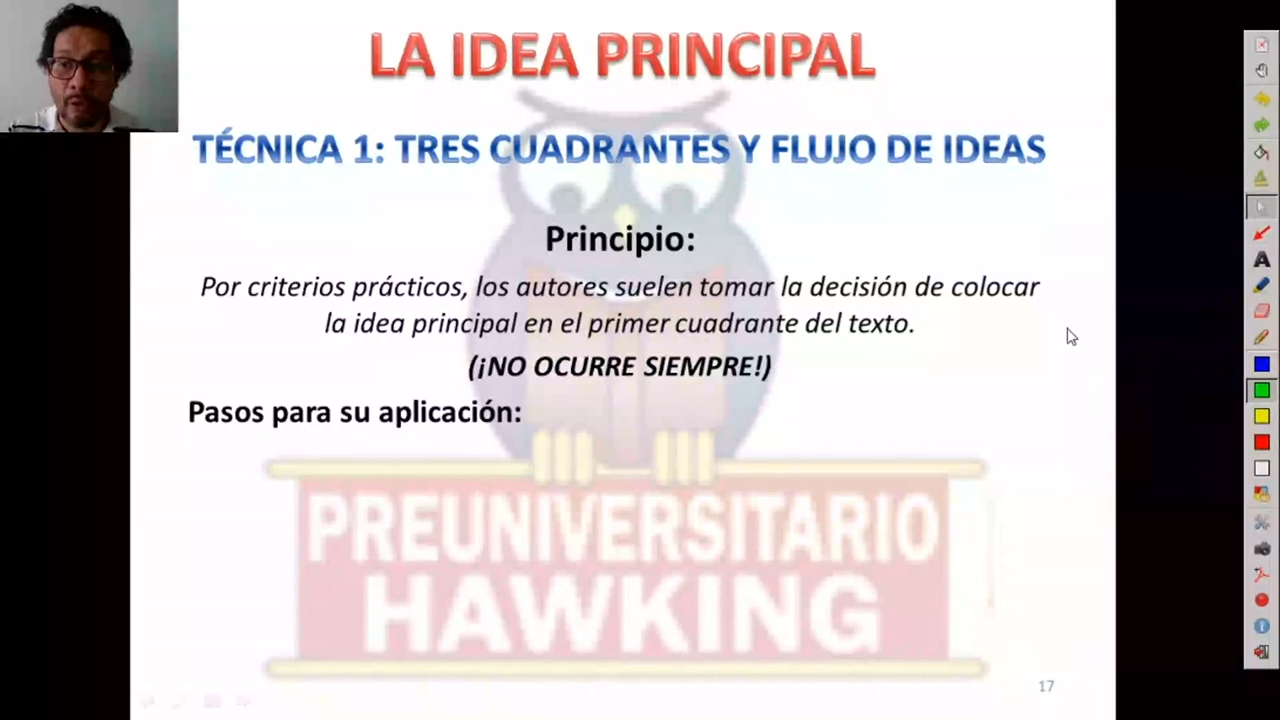 LA IDEA PRINCIPAL
TÉCNICA 1: TRES CUADRANTES Y FLUJO DE IDEAS
Principio:
Por criterios prácticos, los autores suelen tomar la decisión de colocar
la idea principal en el primer cuadrante del texto.
(¡NO OCURRE SIEMPRE!)
Pasos para su aplicación:
PREUNIVERSITARIO
HAWKING
17